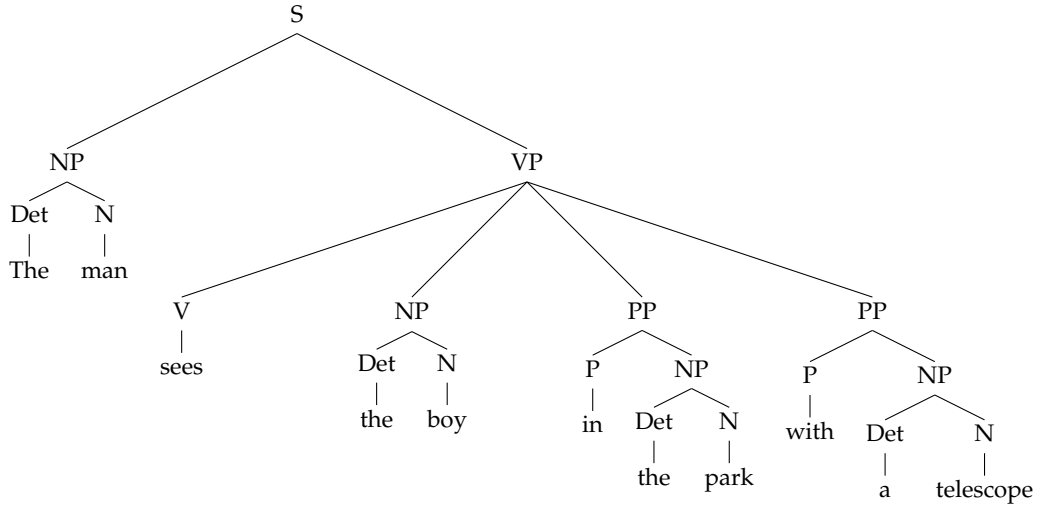 S
NP VP
Det N
The man
V NP PP PP
sees
Det N
the boy
P NP
in
Det N
the park
P NP
with
Det N
a telescope